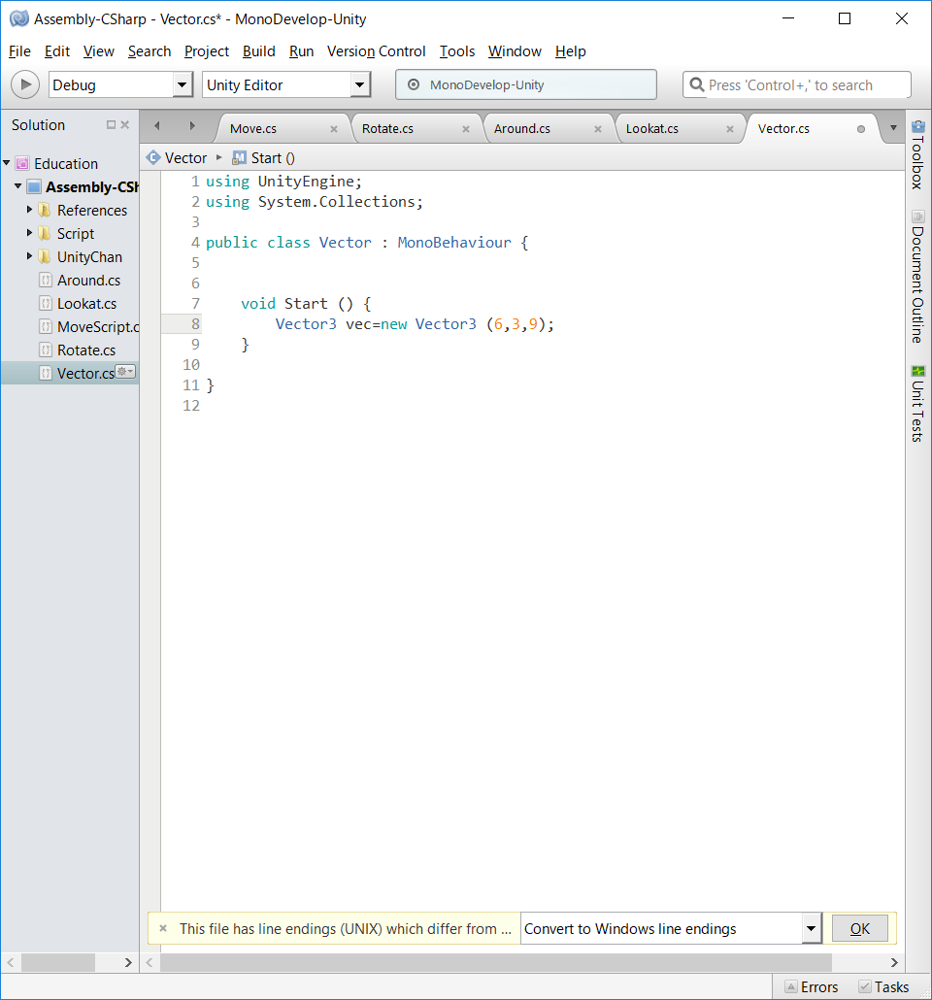 Assembly-CSharp - Vector.cs* - MonoDevelop-Unity
File Edit View Search Project Build Run Version Control Tools Window Help
Debug Unity Editor MonoDevelop-Unity Press 'Control+,' to search
Solution
Move.cs Rotate.cs Around.cs Lookat.cs Vector.cs
Vector Start ()
Education
Assembly-CSh
References
Script
UnityChan
Around.cs
Lookat.cs
MoveScript.c
Rotate.cs
Vector.cs
1 using UnityEngine;
2 using System.Collections;
3
4 public class Vector : MonoBehaviour {
5
6
7 void Start () {
8 Vector3 vec=new Vector3 (6,3,9);
9 }
10
11 }
12
Toolbox
Document Outline
Unit Tests
This file has line endings (UNIX) which differ from ... Convert to Windows line endings OK
Errors Tasks